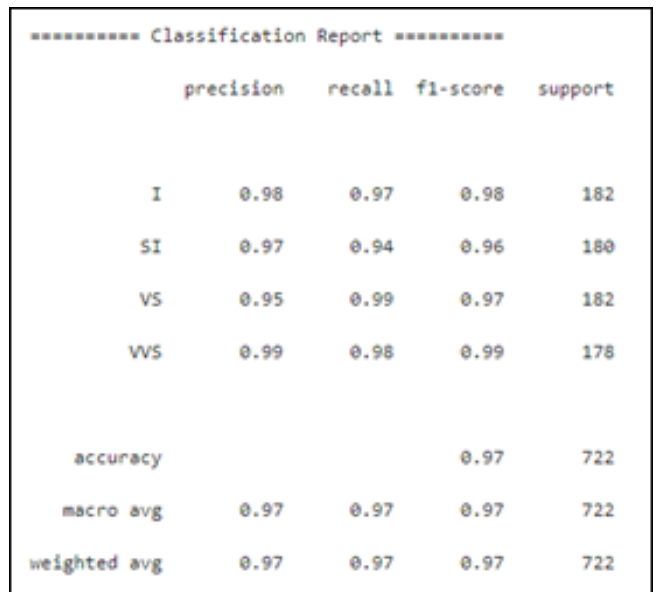 ========== Classification Report ==========
precision recall f1-score support
I 0.98 0.97 0.98 182
SI 0.97 0.94 0.96 180
VS 0.95 0.99 0.97 182
VVS 0.99 0.98 0.99 178
accuracy 0.97 722
macro avg 0.97 0.97 0.97 722
weighted avg 0.97 0.97 0.97 722